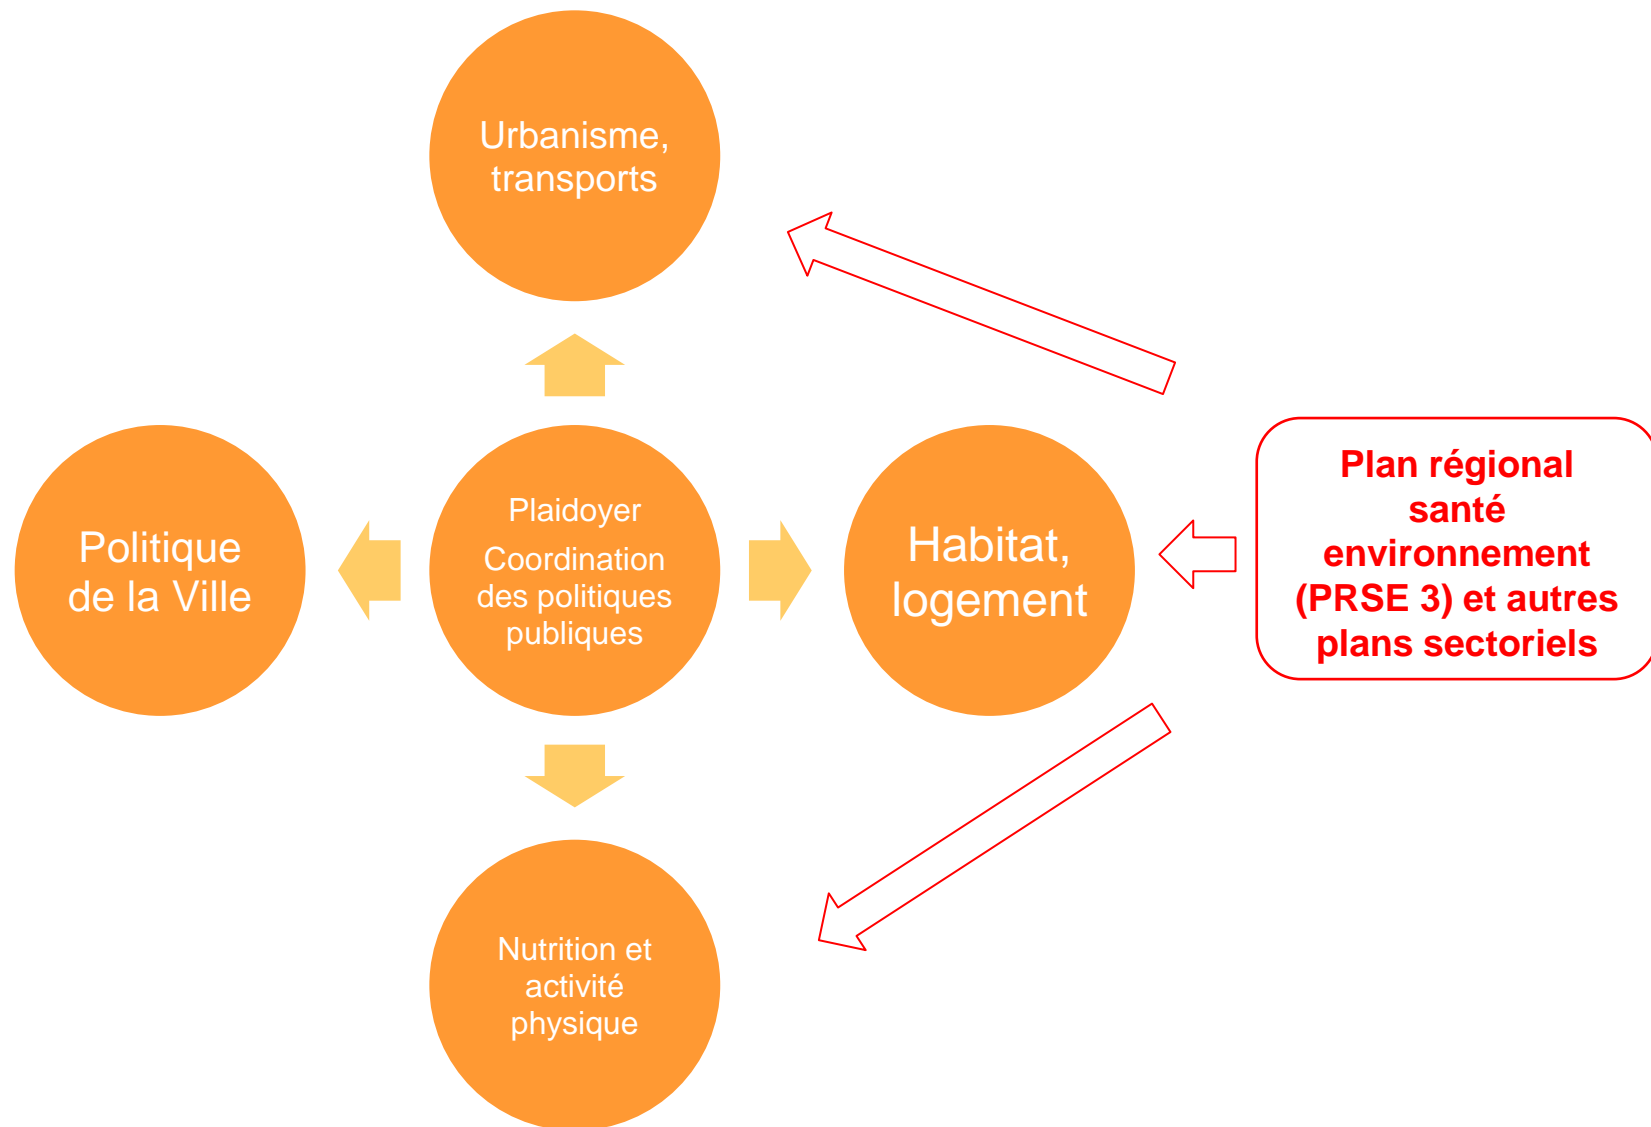 Urbanisme,
transports
Politique
de la Ville
Plaidoyer
Coordination
des politiques
publiques
Habitat,
logement
Plan régional
santé
environnement
(PRSE 3) et autres
plans sectoriels
Nutrition et
activité
physique